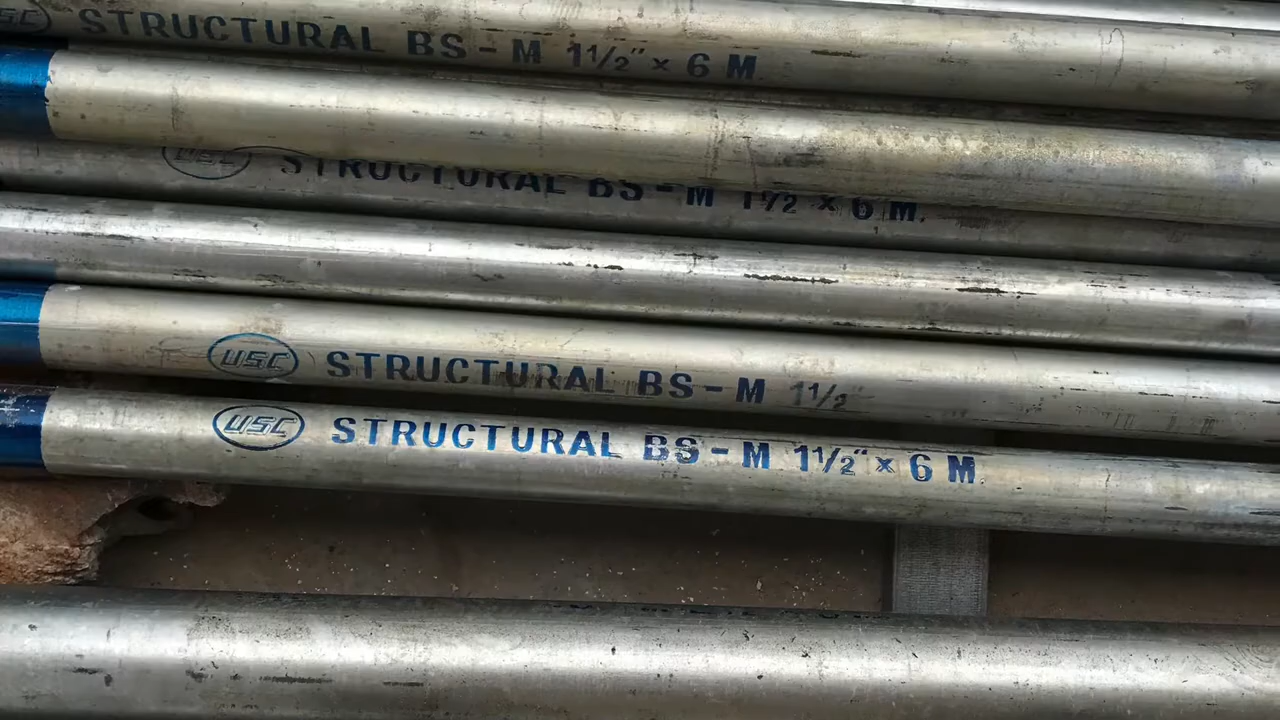 USC STRUCTURAL BS-M 1½" × 6 M
USC STRUCTURAL BS-M 1½ × 6 M.
USC STRUCTURAL BS-M 1½"
USC STRUCTURAL BS-M 1½" × 6 M.